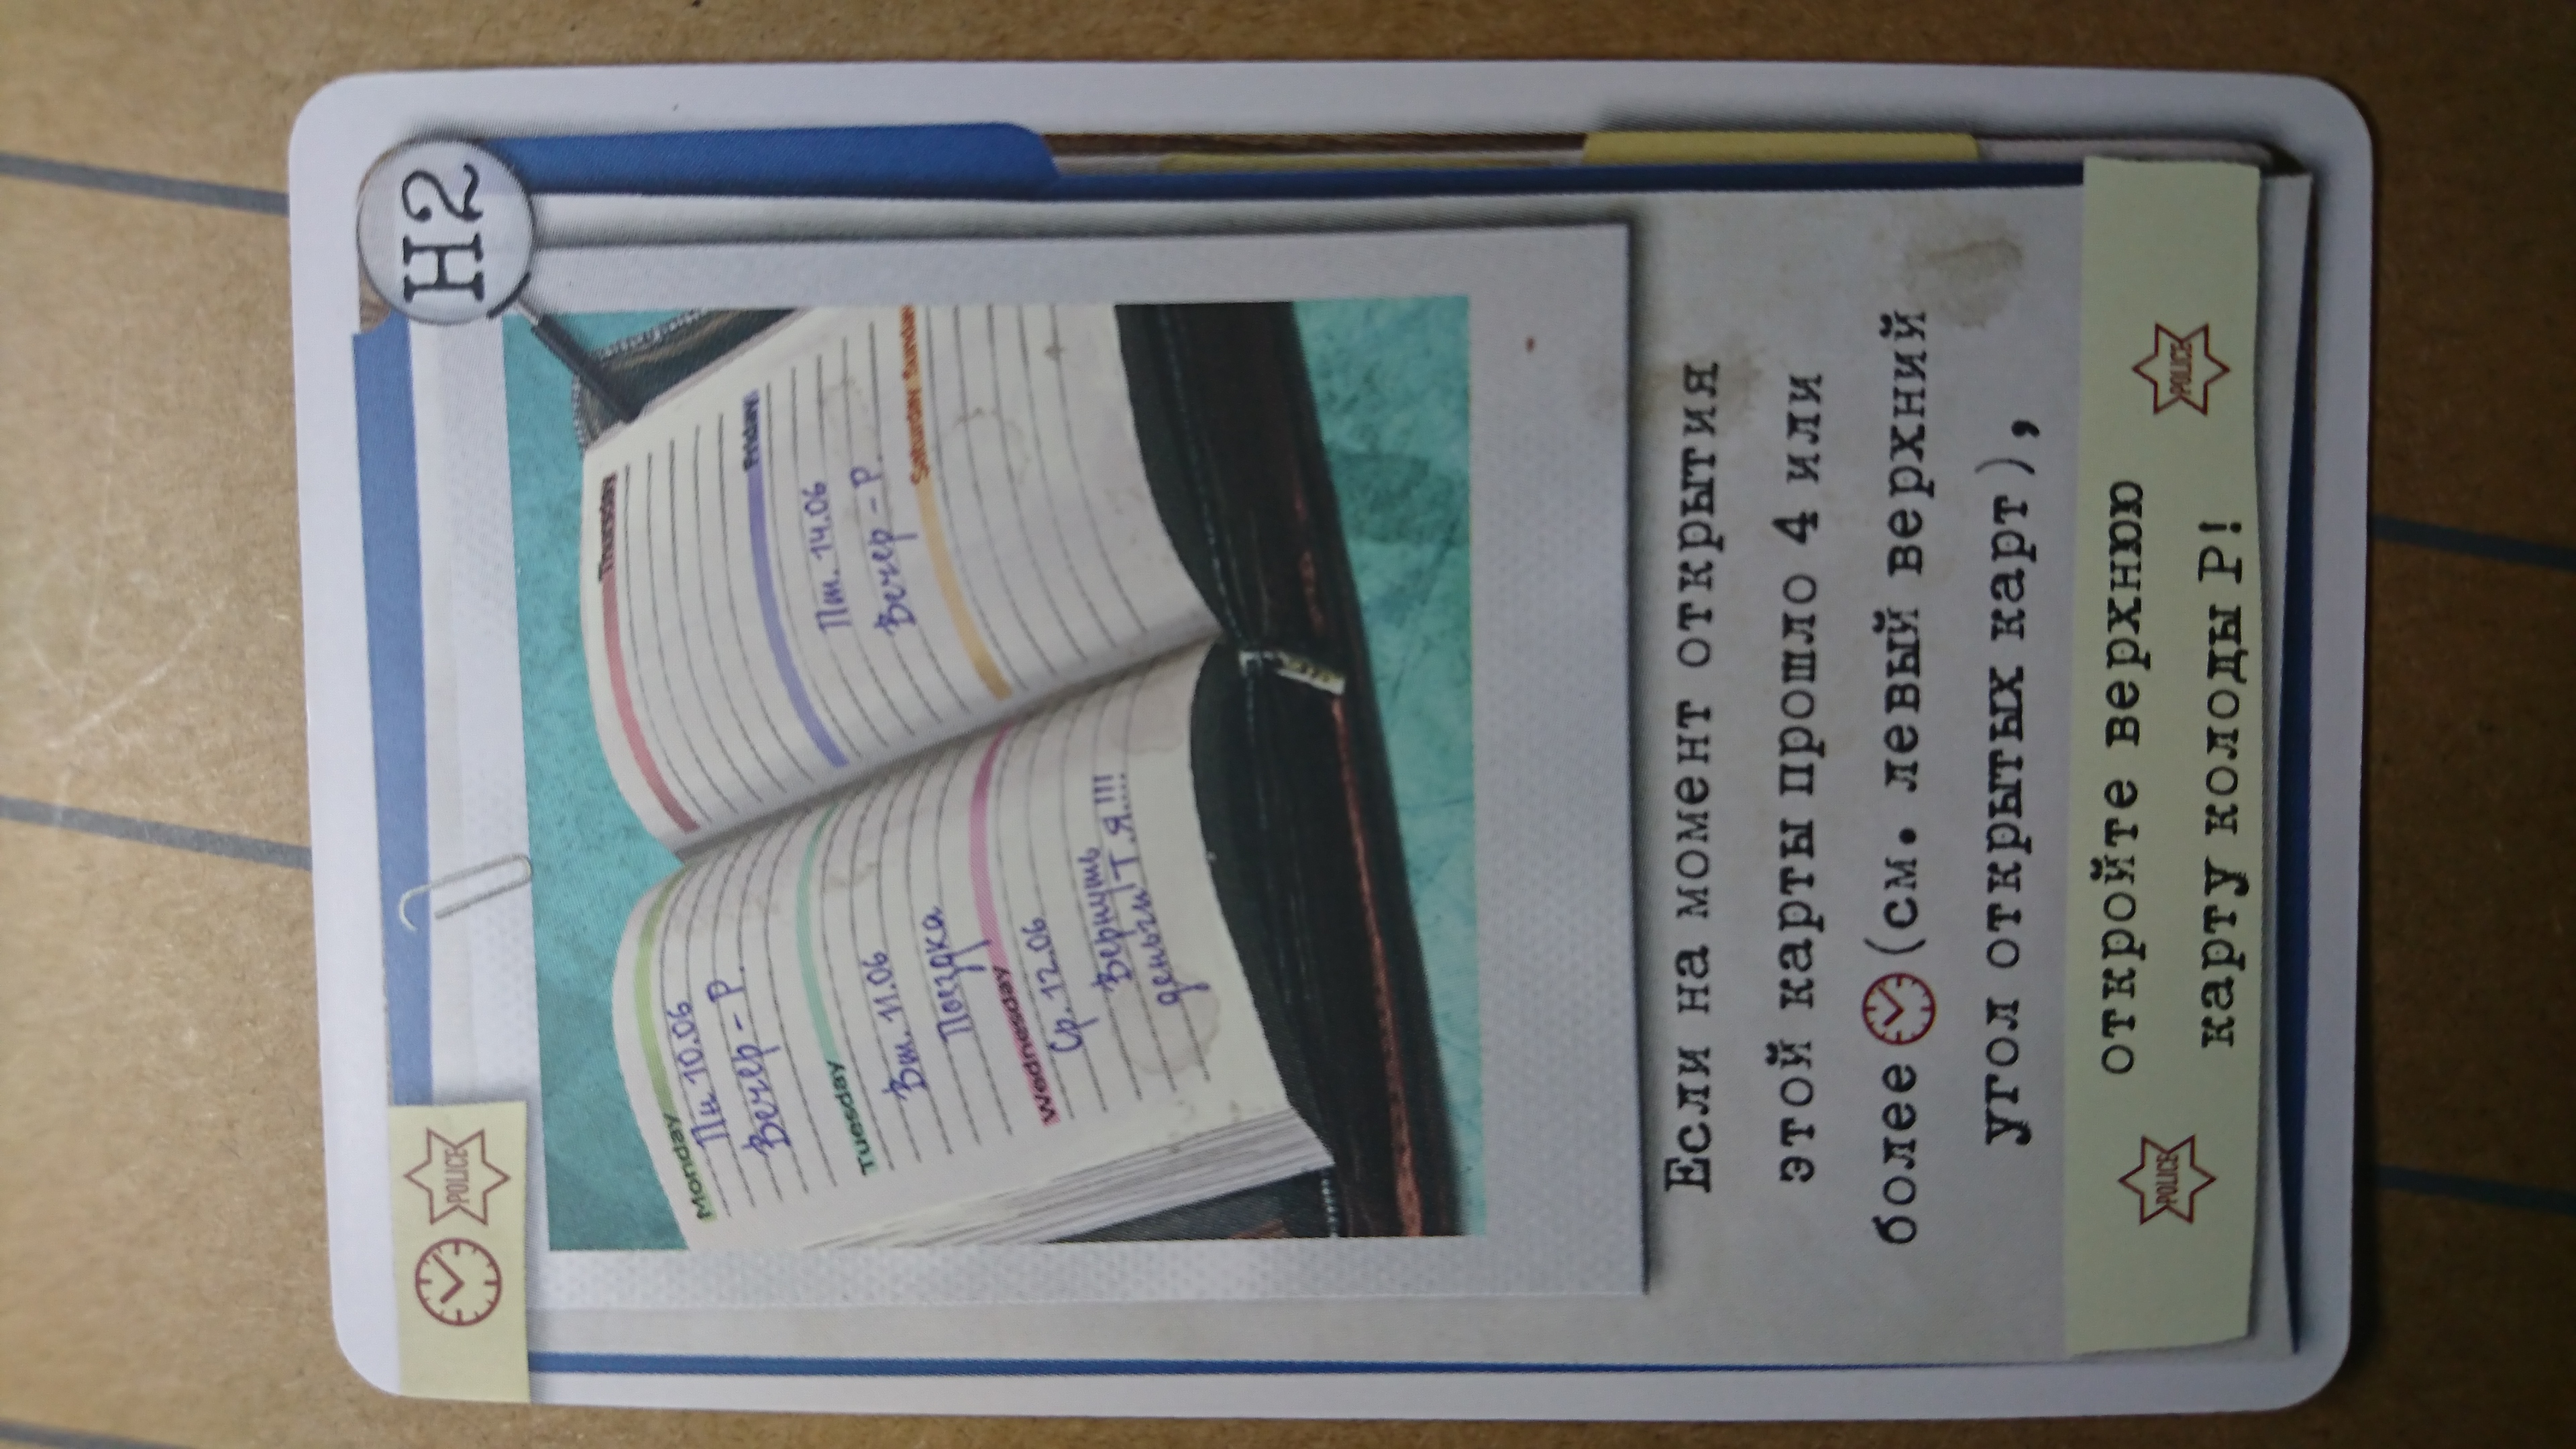 POLICE
H2
Monday
Пн 10.06
Вечер - Р.
Tuesday
Вт. 11.06
Поездка
Wednesday
Ср. 12.06
Вернуть
деньги Т.Я.!!!
Thursday
Friday
Пт. 14.06
Вечер - Р.
Saturday Sunday
Если на момент открытия
этой карты прошло 4 или
более (см. левый верхний
угол открытых карт),
POLICE
откройте верхнюю
карту колоды Р!
POLICE